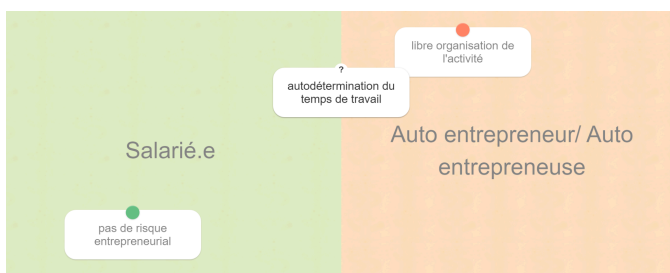 libre organisation de
l'activité
?
autodétermination du
temps de travail
Salarié.e
Auto entrepreneur/ Auto
entrepreneuse
pas de risque
entrepreneurial